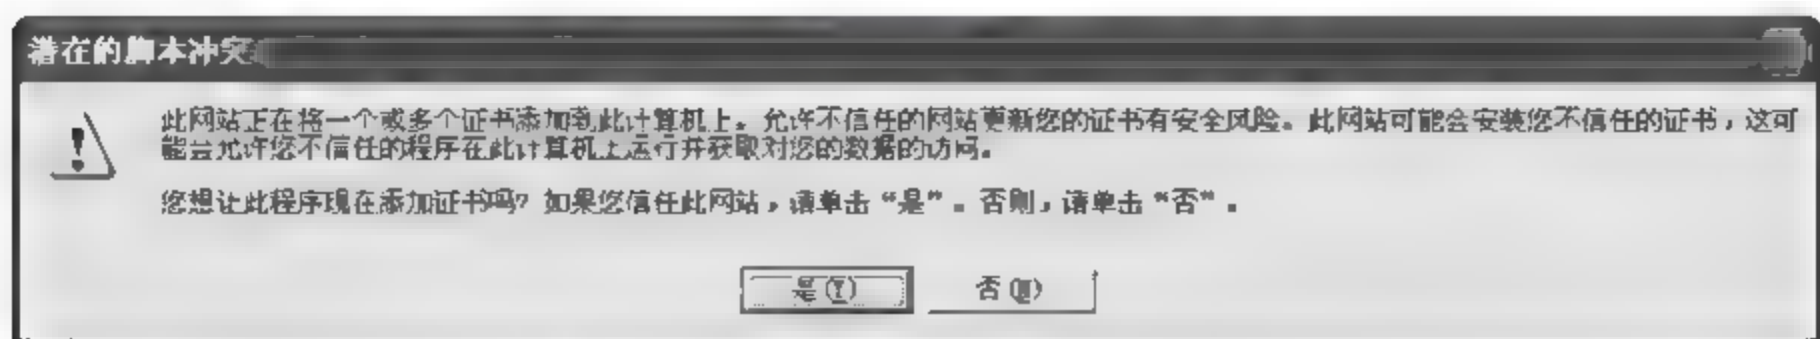 潜在的脚本冲突
此网站正在将一个或多个证书添加到此计算机上。允许不信任的网站更新您的证书有安全风险。此网站可能会安装您不信任的证书，这可
能会允许您不信任的程序在此计算机上运行并获取对您的数据的访问。
您想让此程序现在添加证书吗? 如果您信任此网站，请单击“是”。否则，请单击“否”。
是(Y) 否(N)